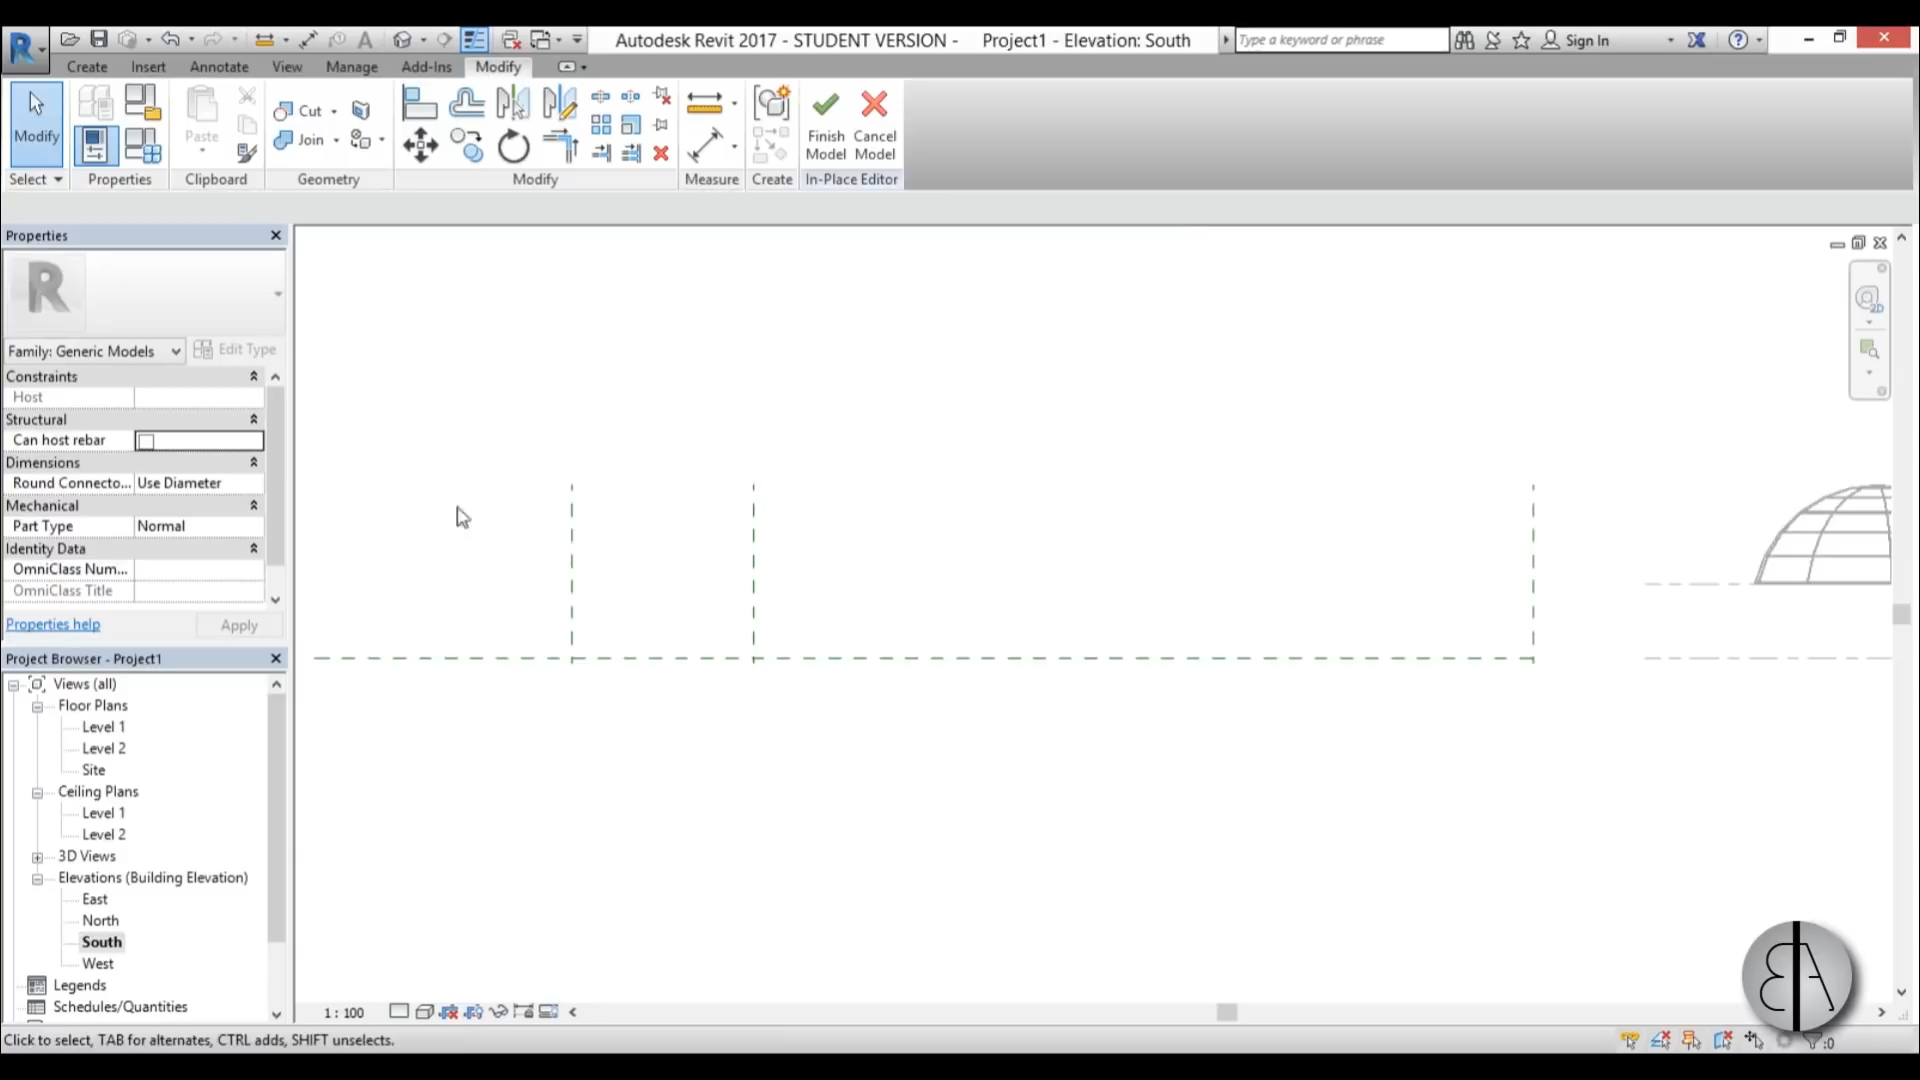 Autodesk Revit 2017 - STUDENT VERSION - Project1 - Elevation: South
Type a keyword or phrase
Sign In
Create Insert Annotate View Manage Add-Ins Modify
Modify
Paste
Cut
Join
Finish Model
Cancel Model
Select Properties Clipboard Geometry Modify Measure Create In-Place Editor
Properties
Family: Generic Models
Edit Type
Constraints
Host
Structural
Can host rebar
Dimensions
Round Connecto... Use Diameter
Mechanical
Part Type Normal
Identity Data
OmniClass Num...
OmniClass Title
Properties help
Apply
Project Browser - Project1
Views (all)
Floor Plans
Level 1
Level 2
Site
Ceiling Plans
Level 1
Level 2
3D Views
Elevations (Building Elevation)
East
North
South
West
Legends
Schedules/Quantities
2D
1 : 100
Click to select, TAB for alternates, CTRL adds, SHIFT unselects.
:0